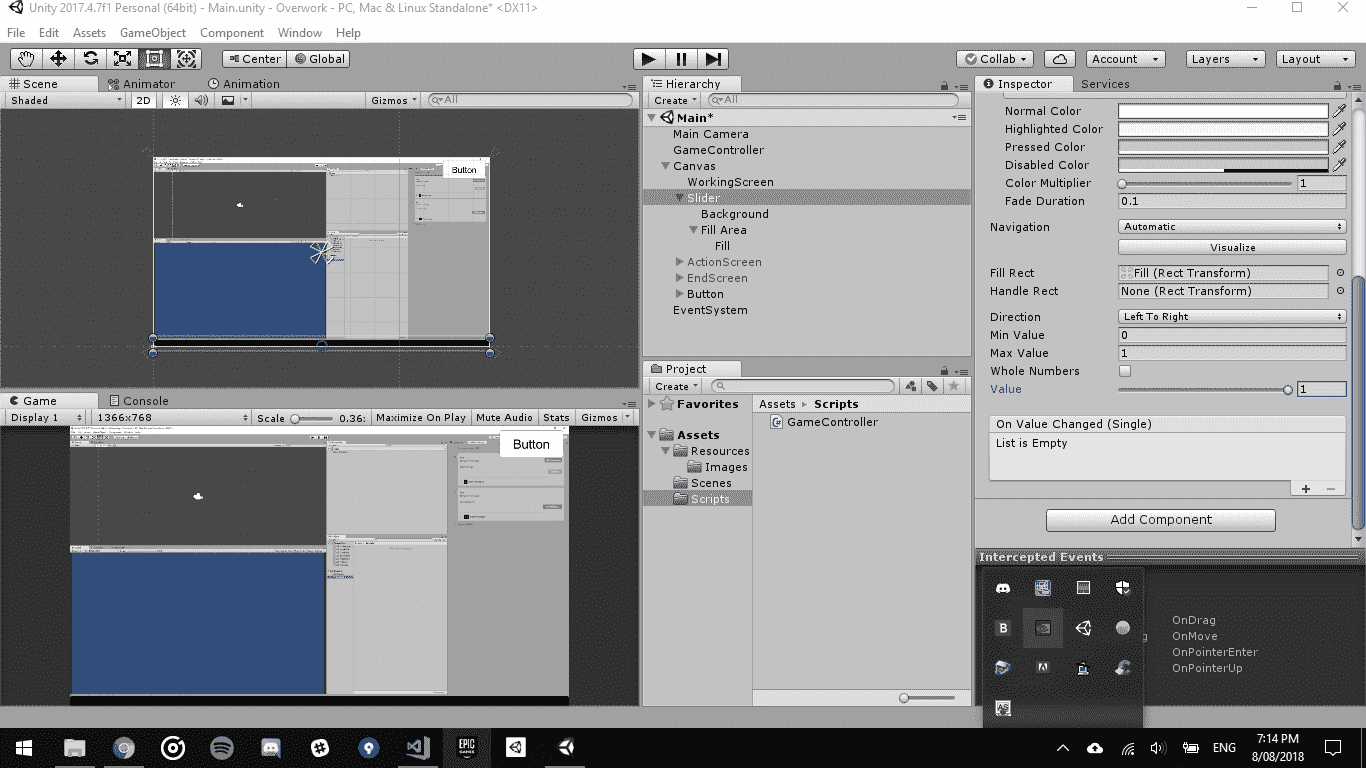 Unity 2017.4.7f1 Personal (64bit) - Main.unity - Overwork - PC, Mac & Linux Standalone* <DX11>
File Edit Assets GameObject Component Window Help
Center Global Collab Account Layers Layout
Scene Animator Animation
Shaded 2D Gizmos All
Button
Game Console
Display 1 1366x768 Scale 0.36: Maximize On Play Mute Audio Stats Gizmos
Button
Hierarchy
Create All
Main*
Main Camera
GameController
Canvas
WorkingScreen
Slider
Background
Fill Area
Fill
ActionScreen
EndScreen
Button
EventSystem
Project
Create
Favorites
Assets
Resources
Images
Scenes
Scripts
Assets Scripts
GameController
Inspector Services
Normal Color
Highlighted Color
Pressed Color
Disabled Color
Color Multiplier 1
Fade Duration 0.1
Navigation Automatic
Visualize
Fill Rect Fill (Rect Transform)
Handle Rect None (Rect Transform)
Direction Left To Right
Min Value 0
Max Value 1
Whole Numbers
Value 1
On Value Changed (Single)
List is Empty
Add Component
Intercepted Events
B
AS
OnDrag
OnMove
OnPointerEnter
OnPointerUp
EPIC
GAMES
ENG
7:14 PM
8/08/2018